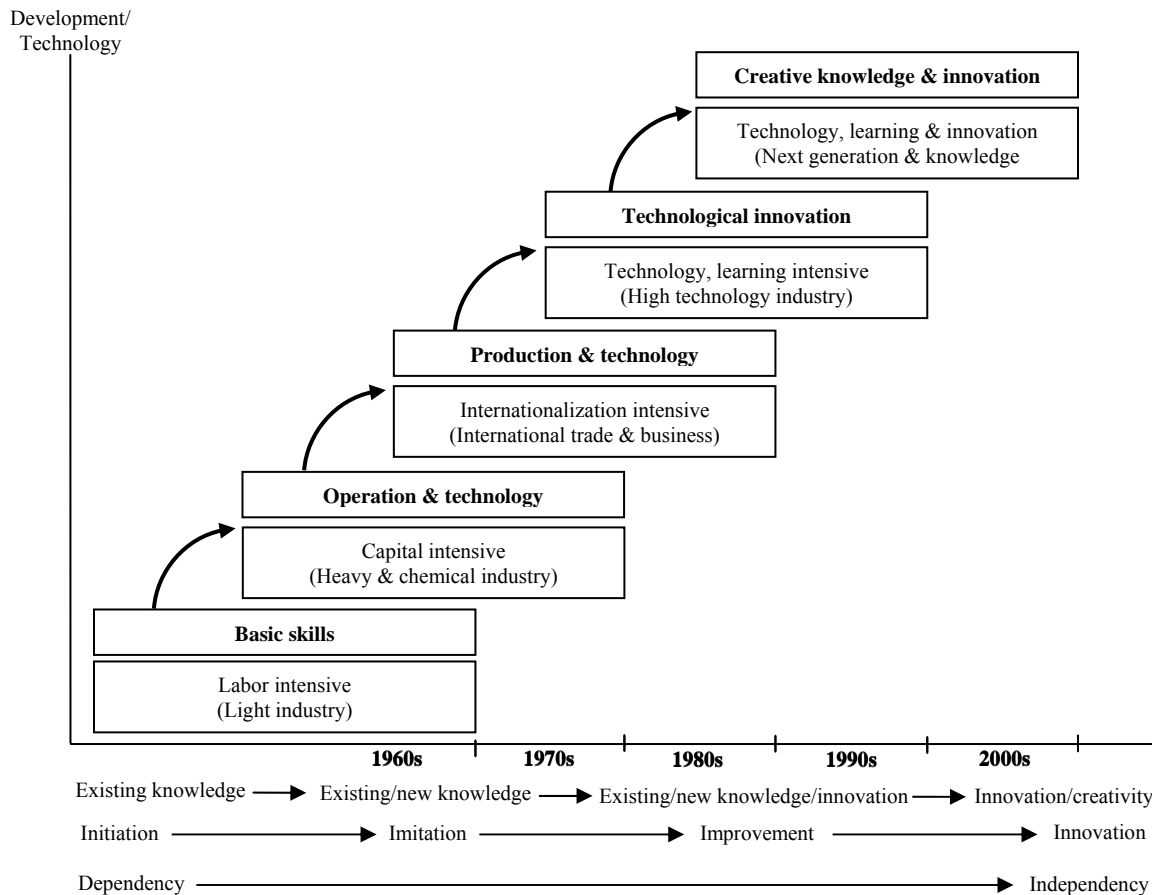 Development/
Technology
Creative knowledge & innovation
Technology, learning & innovation
(Next generation & knowledge
Technological innovation
Technology, learning intensive
(High technology industry)
Production & technology
Internationalization intensive
(International trade & business)
Operation & technology
Capital intensive
(Heavy & chemical industry)
Basic skills
Labor intensive
(Light industry)
1960s 1970s 1980s 1990s 2000s
Existing knowledge Existing/new knowledge Existing/new knowledge/innovation Innovation/creativity
Initiation Imitation Improvement Innovation
Dependency Independency